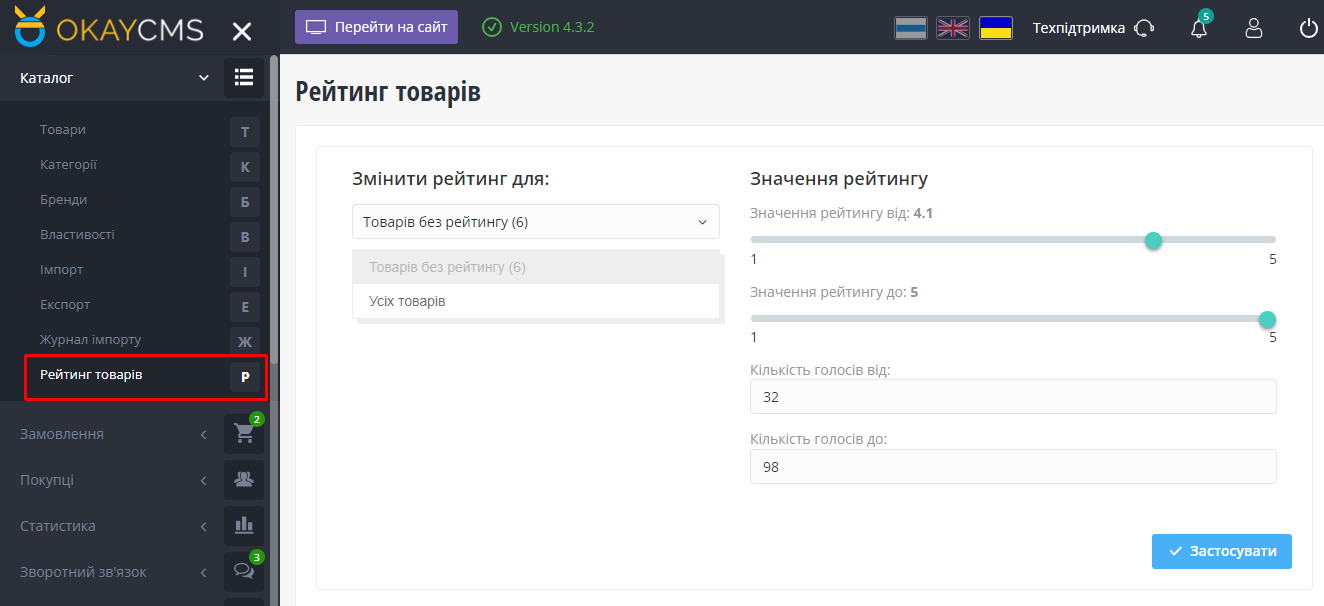 OKAYCMS
Перейти на сайт
Version 4.3.2
Техпідтримка
5
Каталог
Товари Т
Категорії К
Бренди Б
Властивості В
Імпорт І
Експорт Е
Журнал імпорту Ж
Рейтинг товарів Р
Замовлення 2
Покупці
Статистика
Зворотний зв'язок 3
Рейтинг товарів
Змінити рейтинг для:
Товарів без рейтингу (6)
Товарів без рейтингу (6)
Усіх товарів
Значення рейтингу
Значення рейтингу від: 4.1
1 5
Значення рейтингу до: 5
1 5
Кількість голосів від:
32
Кількість голосів до:
98
Застосувати